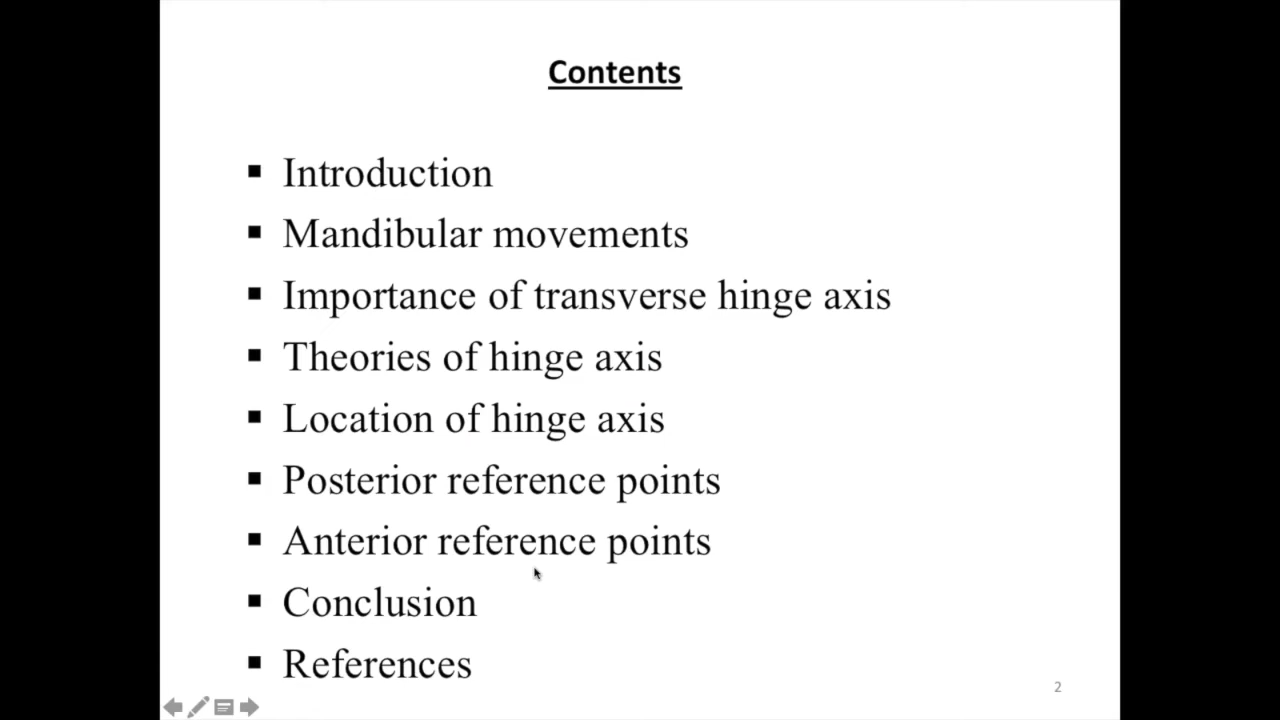 Contents
▪ Introduction
▪ Mandibular movements
▪ Importance of transverse hinge axis
▪ Theories of hinge axis
▪ Location of hinge axis
▪ Posterior reference points
▪ Anterior reference points
▪ Conclusion
▪ References
2